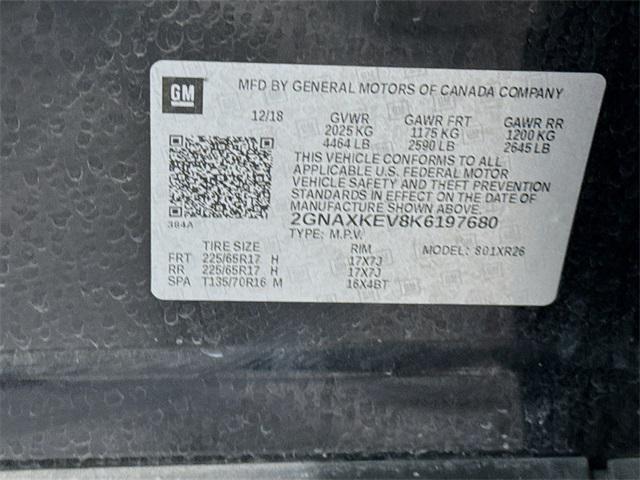 GM MFD BY GENERAL MOTORS OF CANADA COMPANY
12/18 GVWR GAWR FRT GAWR RR
2025 KG 1175 KG 1200 KG
4464 LB 2590 LB 2645 LB
THIS VEHICLE CONFORMS TO ALL
APPLICABLE U.S. FEDERAL MOTOR
VEHICLE SAFETY AND THEFT PREVENTION
STANDARDS IN EFFECT ON THE DATE OF
MANUFACTURE SHOWN ABOVE.
384A 2GNAXKEV8K6197680
TYPE: M.P.V. MODEL: 801XR26
TIRE SIZE RIM
FRT 225/65R17 H 17X7J
RR 225/65R17 H 17X7J
SPA T135/70R16 M 16X4BT